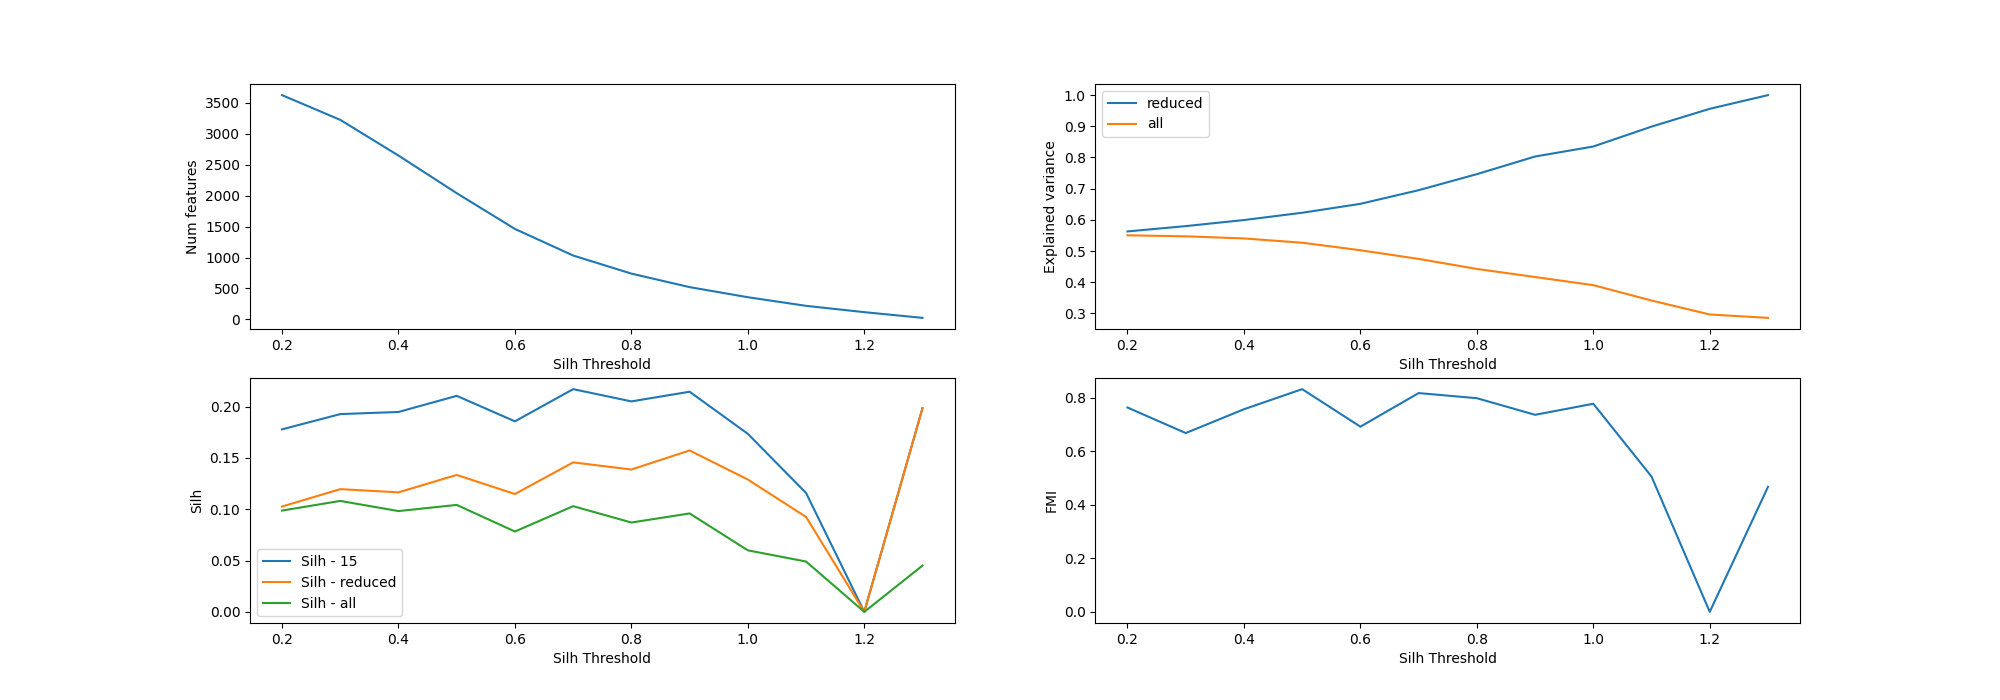 3500
3000
2500
2000
1500
1000
500
0
Num features
0.2 0.4 0.6 0.8 1.0 1.2
Silh Threshold
reduced
all
1.0
0.9
0.8
0.7
0.6
0.5
0.4
0.3
Explained variance
0.2 0.4 0.6 0.8 1.0 1.2
Silh Threshold
0.20
0.15
0.10
0.05
0.00
Silh
Silh - 15
Silh - reduced
Silh - all
0.2 0.4 0.6 0.8 1.0 1.2
Silh Threshold
0.8
0.6
0.4
0.2
0.0
FMI
0.2 0.4 0.6 0.8 1.0 1.2
Silh Threshold